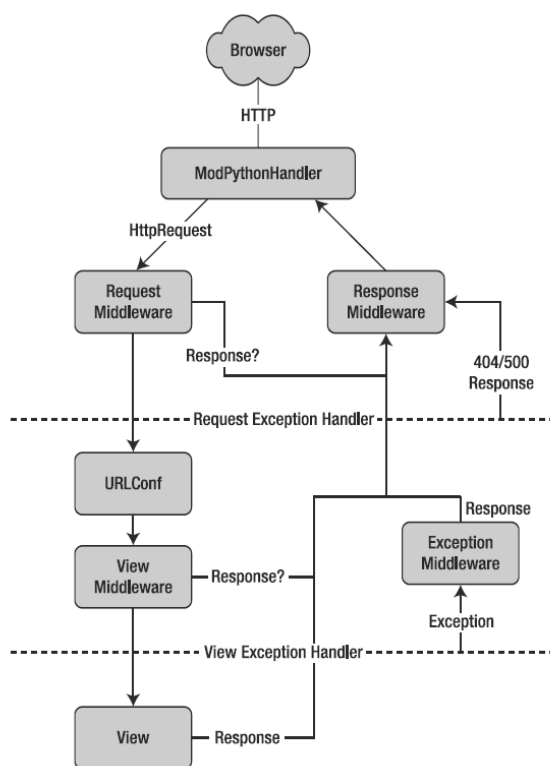 Browser
HTTP
ModPythonHandler
HttpRequest
Request
Middleware
Response
Middleware
Response?
404/500
Response
Request Exception Handler
URLConf
Response
View
Middleware
Response?
Exception
Middleware
Exception
View Exception Handler
View
Response